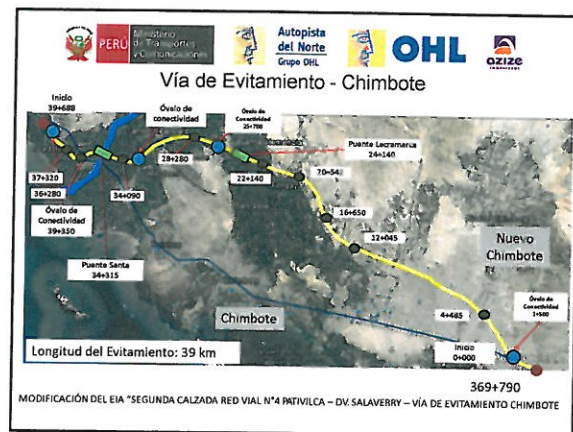 PERÚ
Ministerio
de Transportes
y Comunicaciones
Autopista
del Norte
Grupo OHL
OHL
azize
Vía de Evitamiento - Chimbote
Inicio
39+688
Óvalo de
conectividad
Óvalo de
Conectividad
25+700
Puente Lacramarca
24+140
37+320
36+280
34+090
28+280
22+140
20+543
Óvalo de
Conectividad
39+350
16+650
12+045
Puente Santa
34+315
Nuevo
Chimbote
Chimbote
4+685
Óvalo de
Conectividad
1+500
Inicio
0+000
Longitud del Evitamiento: 39 km
369+790
MODIFICACIÓN DEL EIA "SEGUNDA CALZADA RED VIAL N°4 PATIVILCA – DV. SALAVERRY – VÍA DE EVITAMIENTO CHIMBOTE